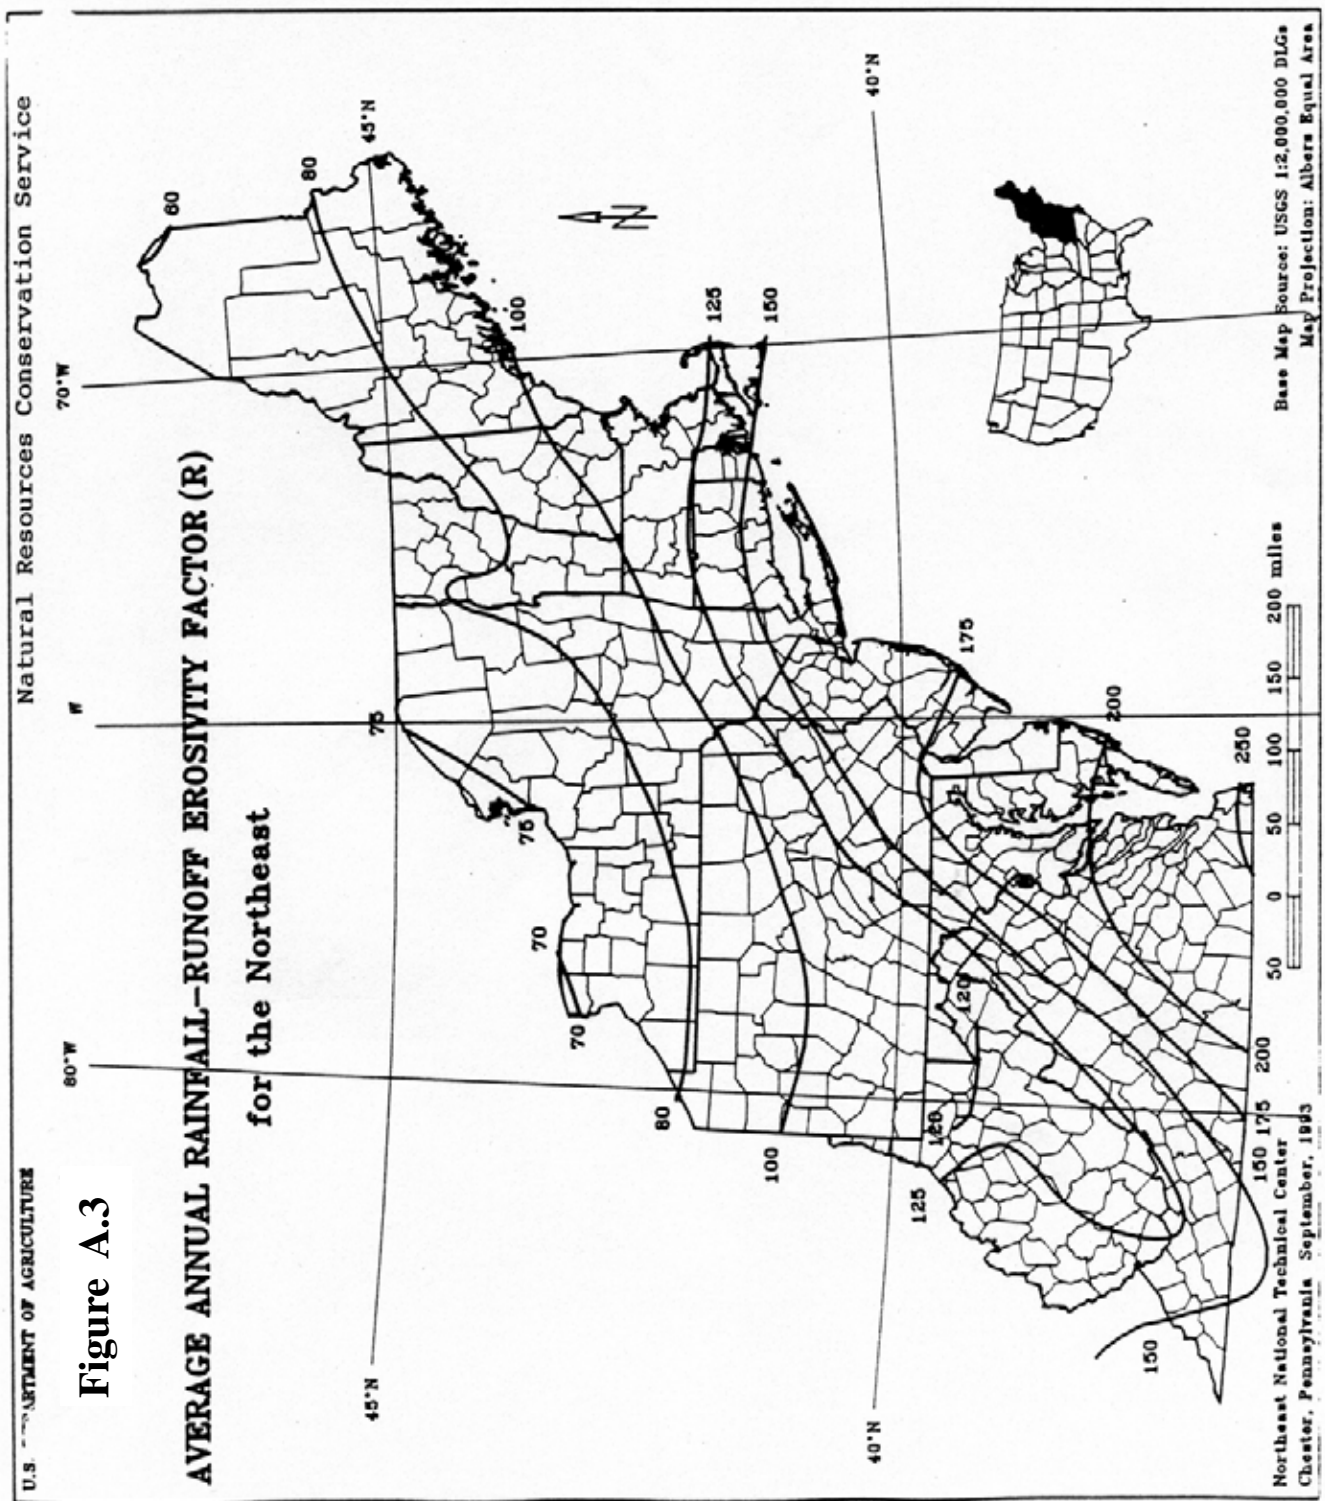 U.S. DEPARTMENT OF AGRICULTURE
Natural Resources Conservation Service
Figure A.3
AVERAGE ANNUAL RAINFALL-RUNOFF EROSIVITY FACTOR (R)
for the Northeast
80°W
W
70°W
45°N
45°N
40°N
40°N
60
80
75
75
70
70
80
100
100
125
150
N
175
200
250
120
120
125
150
150
175
200
50
0
50
100
150
200 miles
Northeast National Technical Center
Chester, Pennsylvania September, 1993
Base Map Source: USGS 1:2,000,000 DLGs
Map Projection: Albers Equal Area